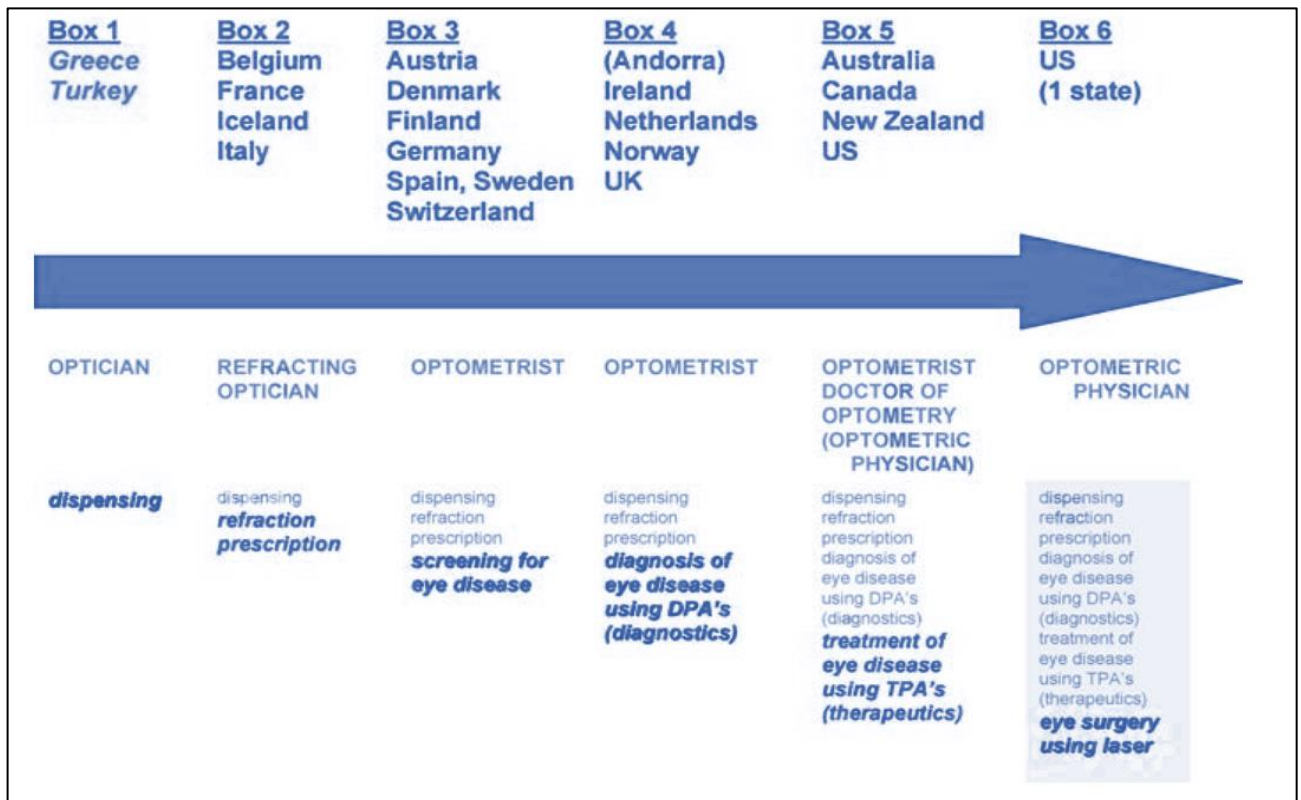 Box 1
Greece
Turkey
Box 2
Belgium
France
Iceland
Italy
Box 3
Austria
Denmark
Finland
Germany
Spain, Sweden
Switzerland
Box 4
(Andorra)
Ireland
Netherlands
Norway
UK
Box 5
Australia
Canada
New Zealand
US
Box 6
US
(1 state)
OPTICIAN
REFRACTING
OPTICIAN
OPTOMETRIST
OPTOMETRIST
OPTOMETRIST
DOCTOR OF
OPTOMETRY
(OPTOMETRIC
PHYSICIAN)
OPTOMETRIC
PHYSICIAN
dispensing
dispensing
refraction
prescription
dispensing
refraction
prescription
screening for
eye disease
dispensing
refraction
prescription
diagnosis of
eye disease
using DPA's
(diagnostics)
dispensing
refraction
prescription
diagnosis of
eye disease
using DPA's
(diagnostics)
treatment of
eye disease
using TPA's
(therapeutics)
dispensing
refraction
prescription
diagnosis of
eye disease
using DPA's
(diagnostics)
treatment of
eye disease
using TPA's
(therapeutics)
eye surgery
using laser